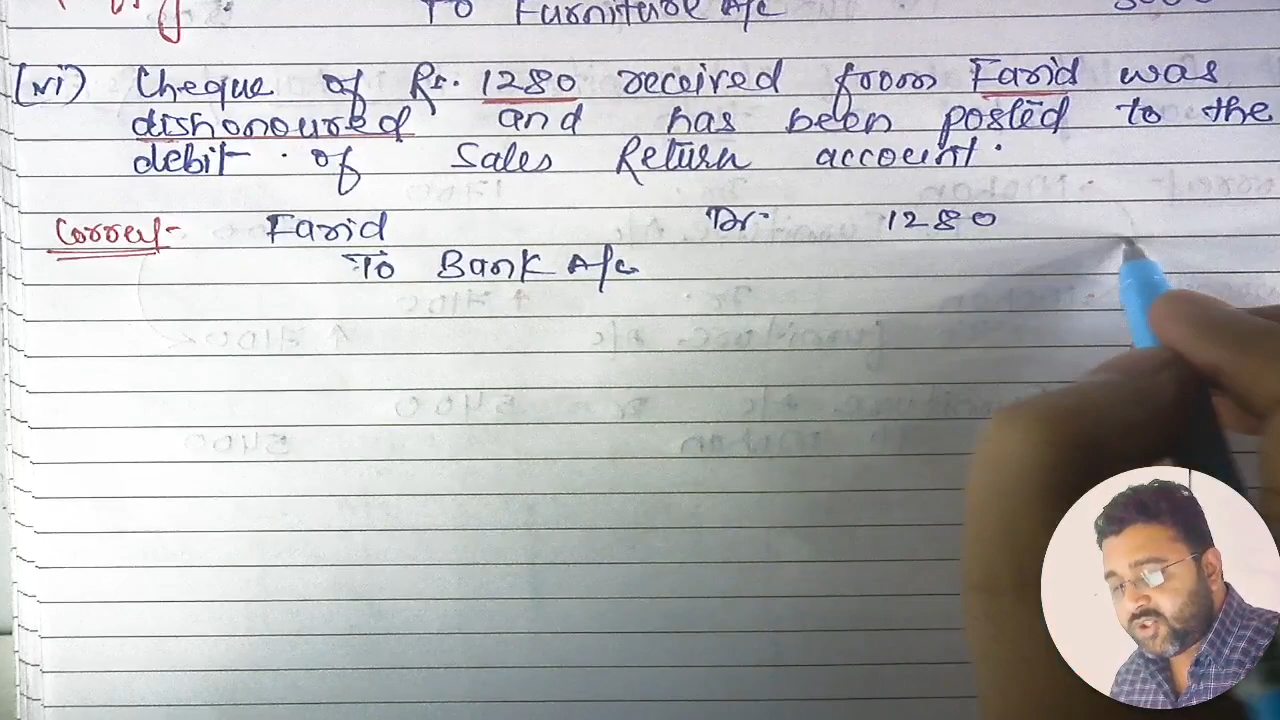 To Furniture A/c
(vi) Cheque of Rs. 1280 received from Farid was
dishonoured and has been posted to the
debit of Sales Return account.
Correct- Farid Dr. 1280
To Bank A/c